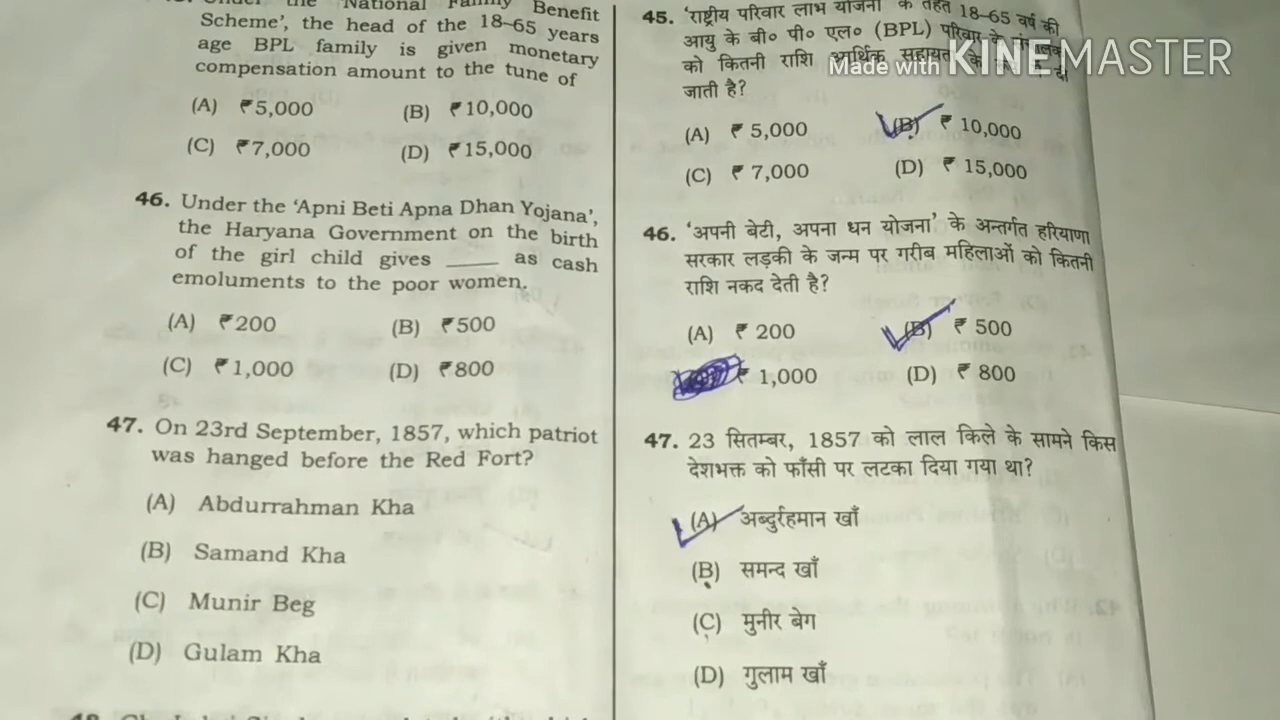 Under the 'National Family Benefit
Scheme', the head of the 18–65 years
age BPL family is given monetary
compensation amount to the tune of
(A) ₹5,000 (B) ₹10,000
(C) ₹7,000 (D) ₹15,000
46. Under the 'Apni Beti Apna Dhan Yojana',
the Haryana Government on the birth
of the girl child gives ____ as cash
emoluments to the poor women.
(A) ₹200 (B) ₹500
(C) ₹1,000 (D) ₹800
47. On 23rd September, 1857, which patriot
was hanged before the Red Fort?
(A) Abdurrahman Kha
(B) Samand Kha
(C) Munir Beg
(D) Gulam Kha
45. 'राष्ट्रीय परिवार लाभ योजना' के तहत 18–65 वर्ष की
आयु के बी० पी० एल० (BPL) परिवार के
को कितनी राशि आर्थिक
जाती है?
(A) ₹ 5,000 (B) ₹ 10,000
(C) ₹ 7,000 (D) ₹ 15,000
46. 'अपनी बेटी, अपना धन योजना' के अन्तर्गत हरियाणा
सरकार लड़की के जन्म पर गरीब महिलाओं को कितनी
राशि नकद देती है?
(A) ₹ 200 (B) ₹ 500
₹ 1,000 (D) ₹ 800
47. 23 सितम्बर, 1857 को लाल किले के सामने किस
देशभक्त को फाँसी पर लटका दिया गया था?
(A) अब्दुर्रहमान खाँ
(B) समन्द खाँ
(C) मुनीर बेग
(D) गुलाम खाँ
Made with KINEMASTER